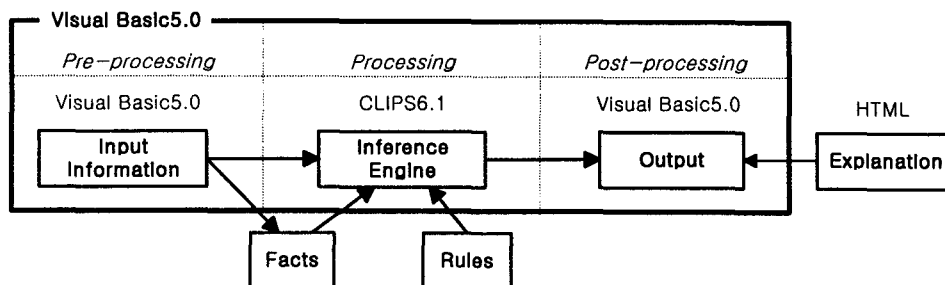 Visual Basic5.0
Pre-processing Processing Post-processing
Visual Basic5.0 CLIPS6.1 Visual Basic5.0 HTML
Input Information Inference Engine Output Explanation
Facts Rules